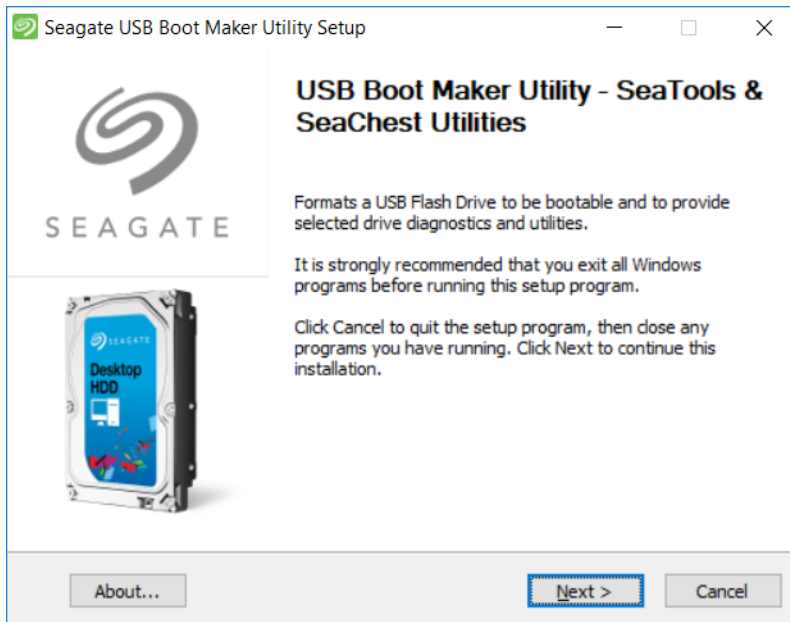 Seagate USB Boot Maker Utility Setup
USB Boot Maker Utility - SeaTools &
SeaChest Utilities
SEAGATE
Formats a USB Flash Drive to be bootable and to provide
selected drive diagnostics and utilities.
It is strongly recommended that you exit all Windows
programs before running this setup program.
Click Cancel to quit the setup program, then close any
programs you have running. Click Next to continue this
installation.
SEAGATE
Desktop
HDD
About...
Next >
Cancel